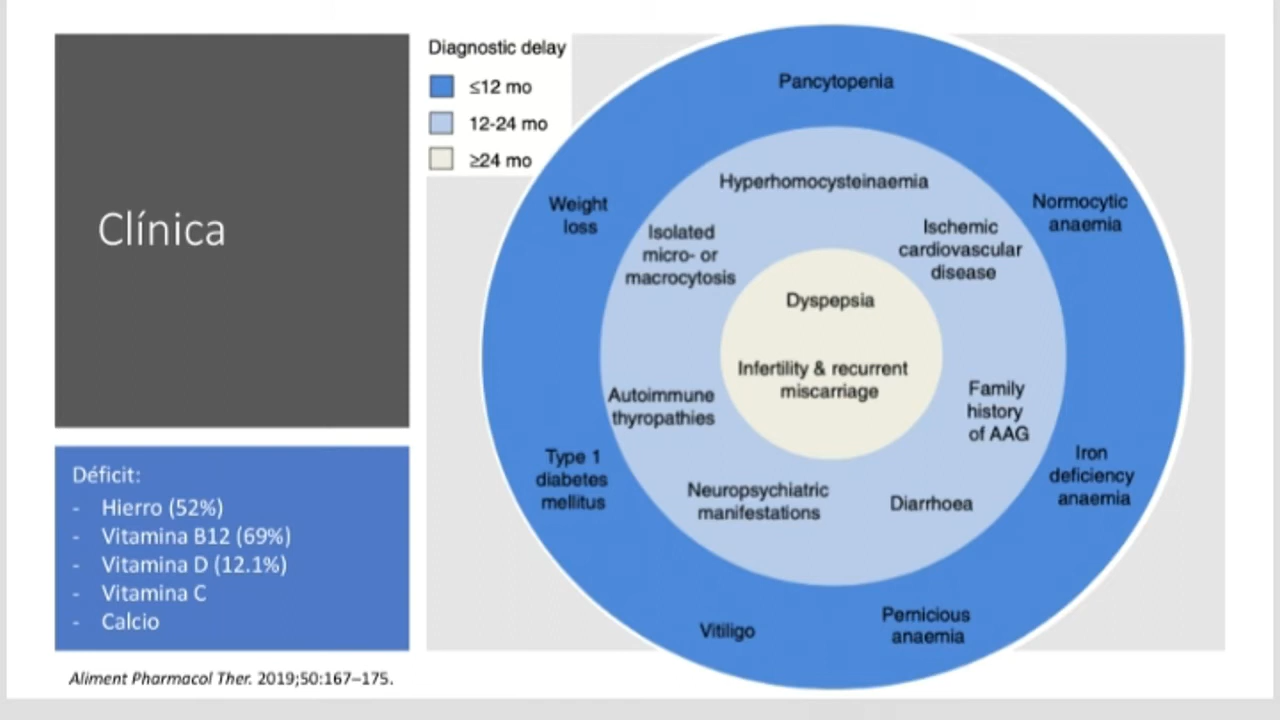 Clínica
Déficit:
- Hierro (52%)
- Vitamina B12 (69%)
- Vitamina D (12.1%)
- Vitamina C
- Calcio
Aliment Pharmacol Ther. 2019;50:167–175.
Diagnostic delay
≤12 mo
12-24 mo
≥24 mo
Pancytopenia
Weight
loss
Normocytic
anaemia
Type 1
diabetes
mellitus
Iron
deficiency
anaemia
Vitiligo
Pernicious
anaemia
Hyperhomocysteinaemia
Isolated
micro- or
macrocytosis
Ischemic
cardiovascular
disease
Autoimmune
thyropathies
Family
history
of AAG
Neuropsychiatric
manifestations
Diarrhoea
Dyspepsia
Infertility & recurrent
miscarriage